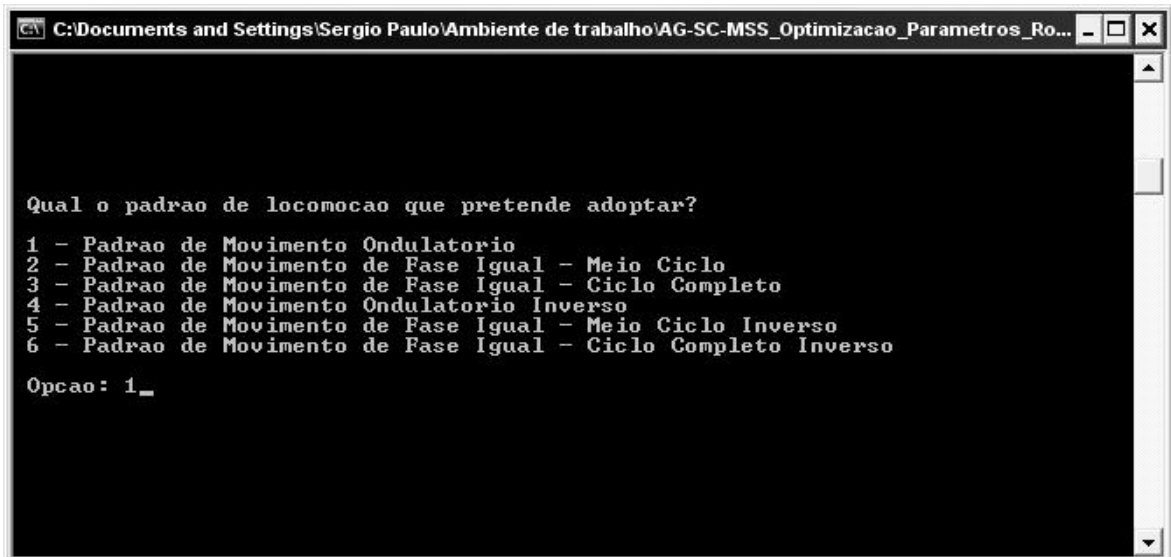 C:\Documents and Settings\Sergio Paulo\Ambiente de trabalho\AG-SC-MSS_Optimizacao_Parametros_Ro...
Qual o padrao de locomocao que pretende adoptar?
1 - Padrao de Movimento Ondulatorio
2 - Padrao de Movimento de Fase Igual - Meio Ciclo
3 - Padrao de Movimento de Fase Igual - Ciclo Completo
4 - Padrao de Movimento Ondulatorio Inverso
5 - Padrao de Movimento de Fase Igual - Meio Ciclo Inverso
6 - Padrao de Movimento de Fase Igual - Ciclo Completo Inverso
Opcao: 1_